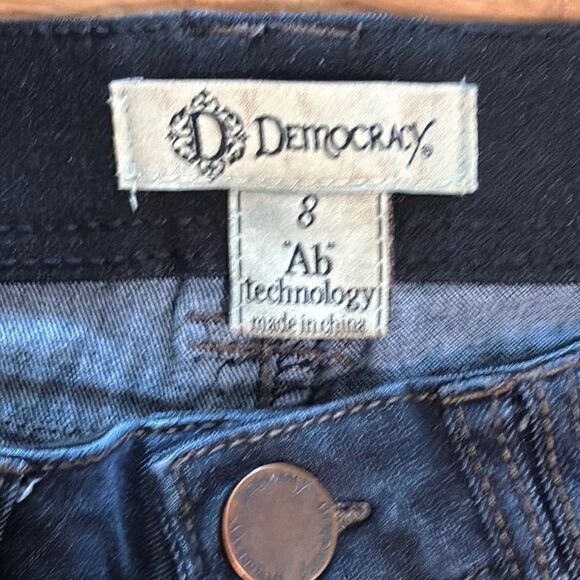 D DEMOCRACY®
8
"Ab"
technology
made in china